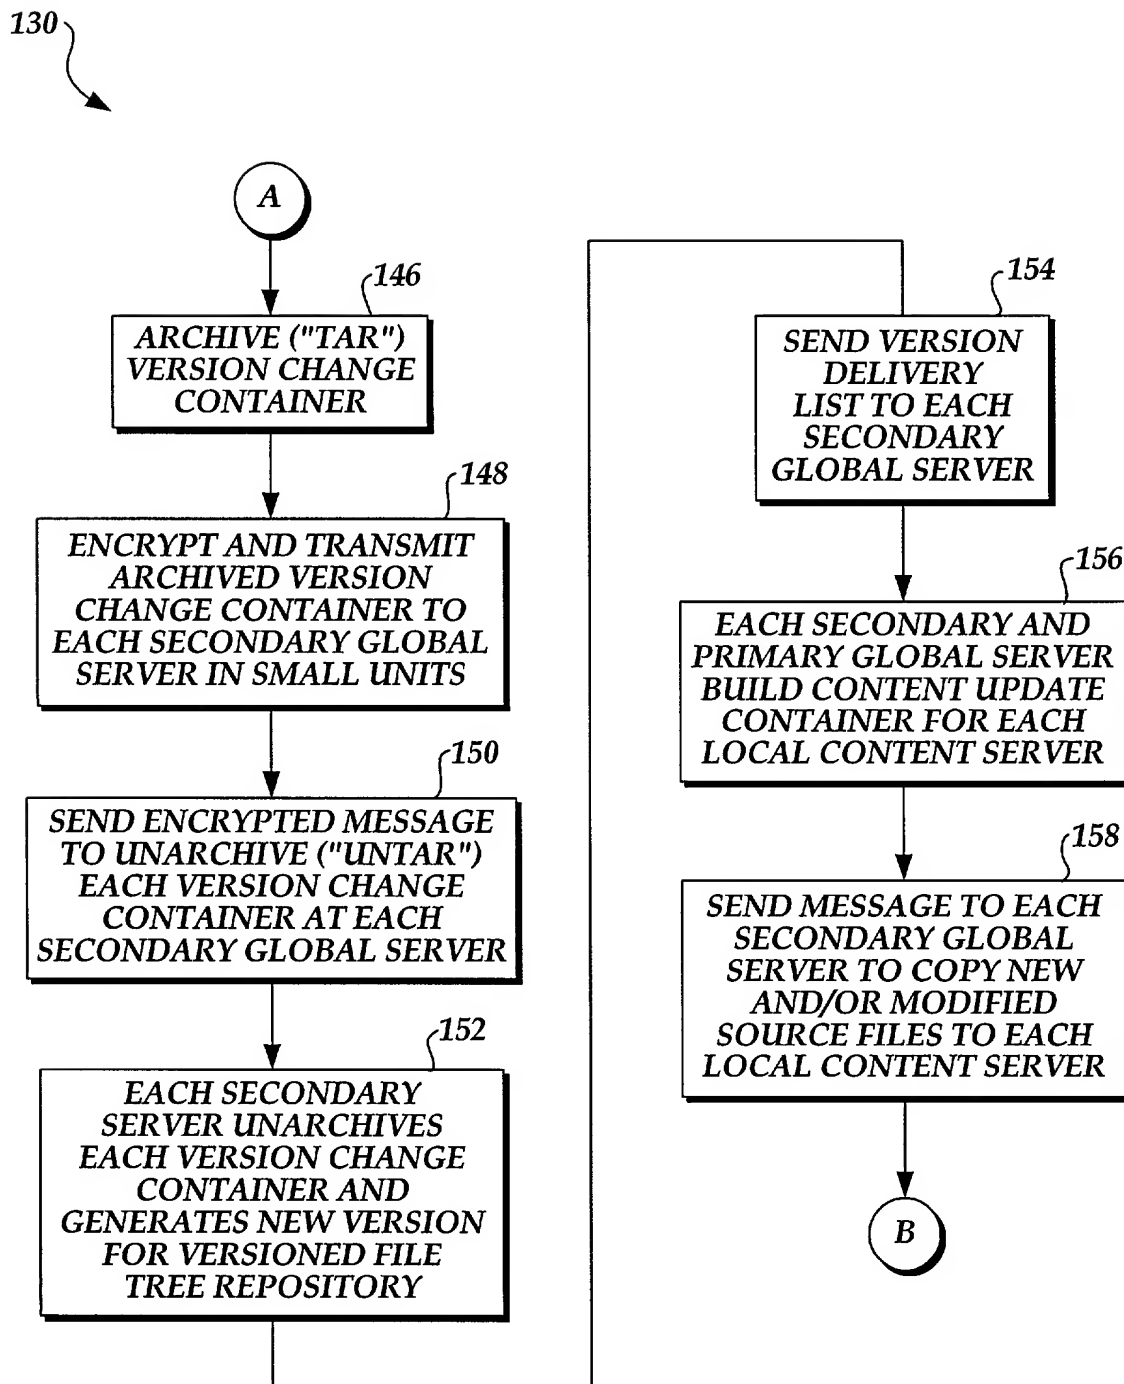 130
A
146
ARCHIVE ("TAR")
VERSION CHANGE
CONTAINER
148
ENCRYPT AND TRANSMIT
ARCHIVED VERSION
CHANGE CONTAINER TO
EACH SECONDARY GLOBAL
SERVER IN SMALL UNITS
150
SEND ENCRYPTED MESSAGE
TO UNARCHIVE ("UNTAR")
EACH VERSION CHANGE
CONTAINER AT EACH
SECONDARY GLOBAL SERVER
152
EACH SECONDARY
SERVER UNARCHIVES
EACH VERSION CHANGE
CONTAINER AND
GENERATES NEW VERSION
FOR VERSIONED FILE
TREE REPOSITORY
154
SEND VERSION
DELIVERY
LIST TO EACH
SECONDARY
GLOBAL SERVER
156
EACH SECONDARY AND
PRIMARY GLOBAL SERVER
BUILD CONTENT UPDATE
CONTAINER FOR EACH
LOCAL CONTENT SERVER
158
SEND MESSAGE TO EACH
SECONDARY GLOBAL
SERVER TO COPY NEW
AND/OR MODIFIED
SOURCE FILES TO EACH
LOCAL CONTENT SERVER
B